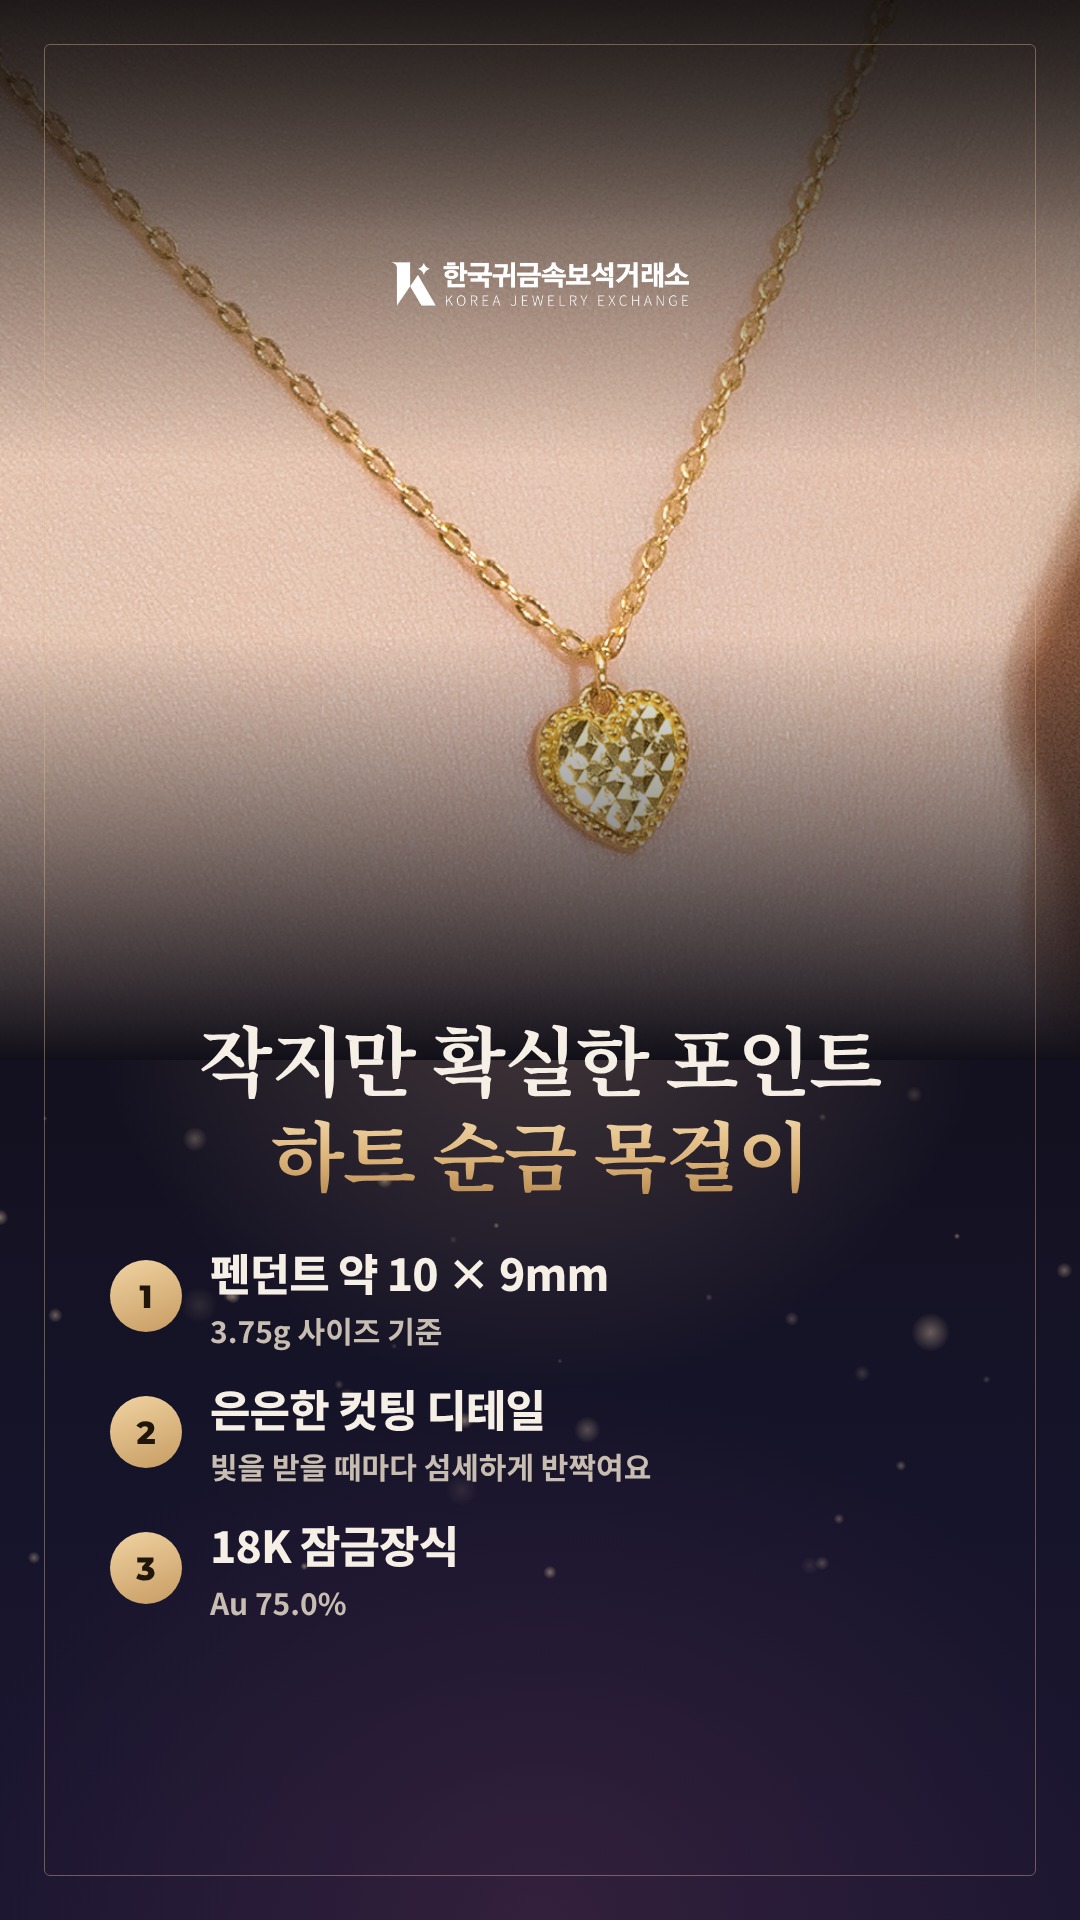 한국귀금속보석거래소
KOREA JEWELRY EXCHANGE
작지만 확실한 포인트
하트 순금 목걸이
1
펜던트 약 10 × 9mm
3.75g 사이즈 기준
2
은은한 컷팅 디테일
빛을 받을 때마다 섬세하게 반짝여요
3
18K 잠금장식
Au 75.0%